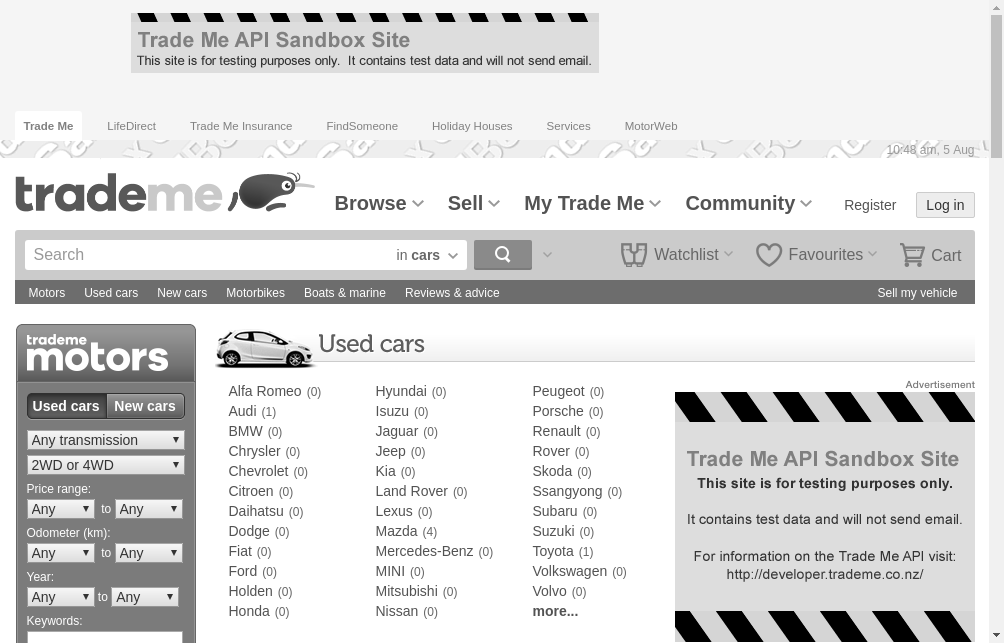 Trade Me API Sandbox Site
This site is for testing purposes only. It contains test data and will not send email.
Trade Me LifeDirect Trade Me Insurance FindSomeone Holiday Houses Services MotorWeb
10:48 am, 5 Aug
trademe
Browse Sell My Trade Me Community Register Log in
Search in cars Watchlist Favourites Cart
Motors Used cars New cars Motorbikes Boats & marine Reviews & advice Sell my vehicle
trademe
motors
Used cars New cars
Any transmission
2WD or 4WD
Price range:
Any to Any
Odometer (km):
Any to Any
Year:
Any to Any
Keywords:
Used cars
Alfa Romeo (0)
Audi (1)
BMW (0)
Chrysler (0)
Chevrolet (0)
Citroen (0)
Daihatsu (0)
Dodge (0)
Fiat (0)
Ford (0)
Holden (0)
Honda (0)
Hyundai (0)
Isuzu (0)
Jaguar (0)
Jeep (0)
Kia (0)
Land Rover (0)
Lexus (0)
Mazda (4)
Mercedes-Benz (0)
MINI (0)
Mitsubishi (0)
Nissan (0)
Peugeot (0)
Porsche (0)
Renault (0)
Rover (0)
Skoda (0)
Ssangyong (0)
Subaru (0)
Suzuki (0)
Toyota (1)
Volkswagen (0)
Volvo (0)
more...
Advertisement
Trade Me API Sandbox Site
This site is for testing purposes only.
It contains test data and will not send email.
For information on the Trade Me API visit:
http://developer.trademe.co.nz/